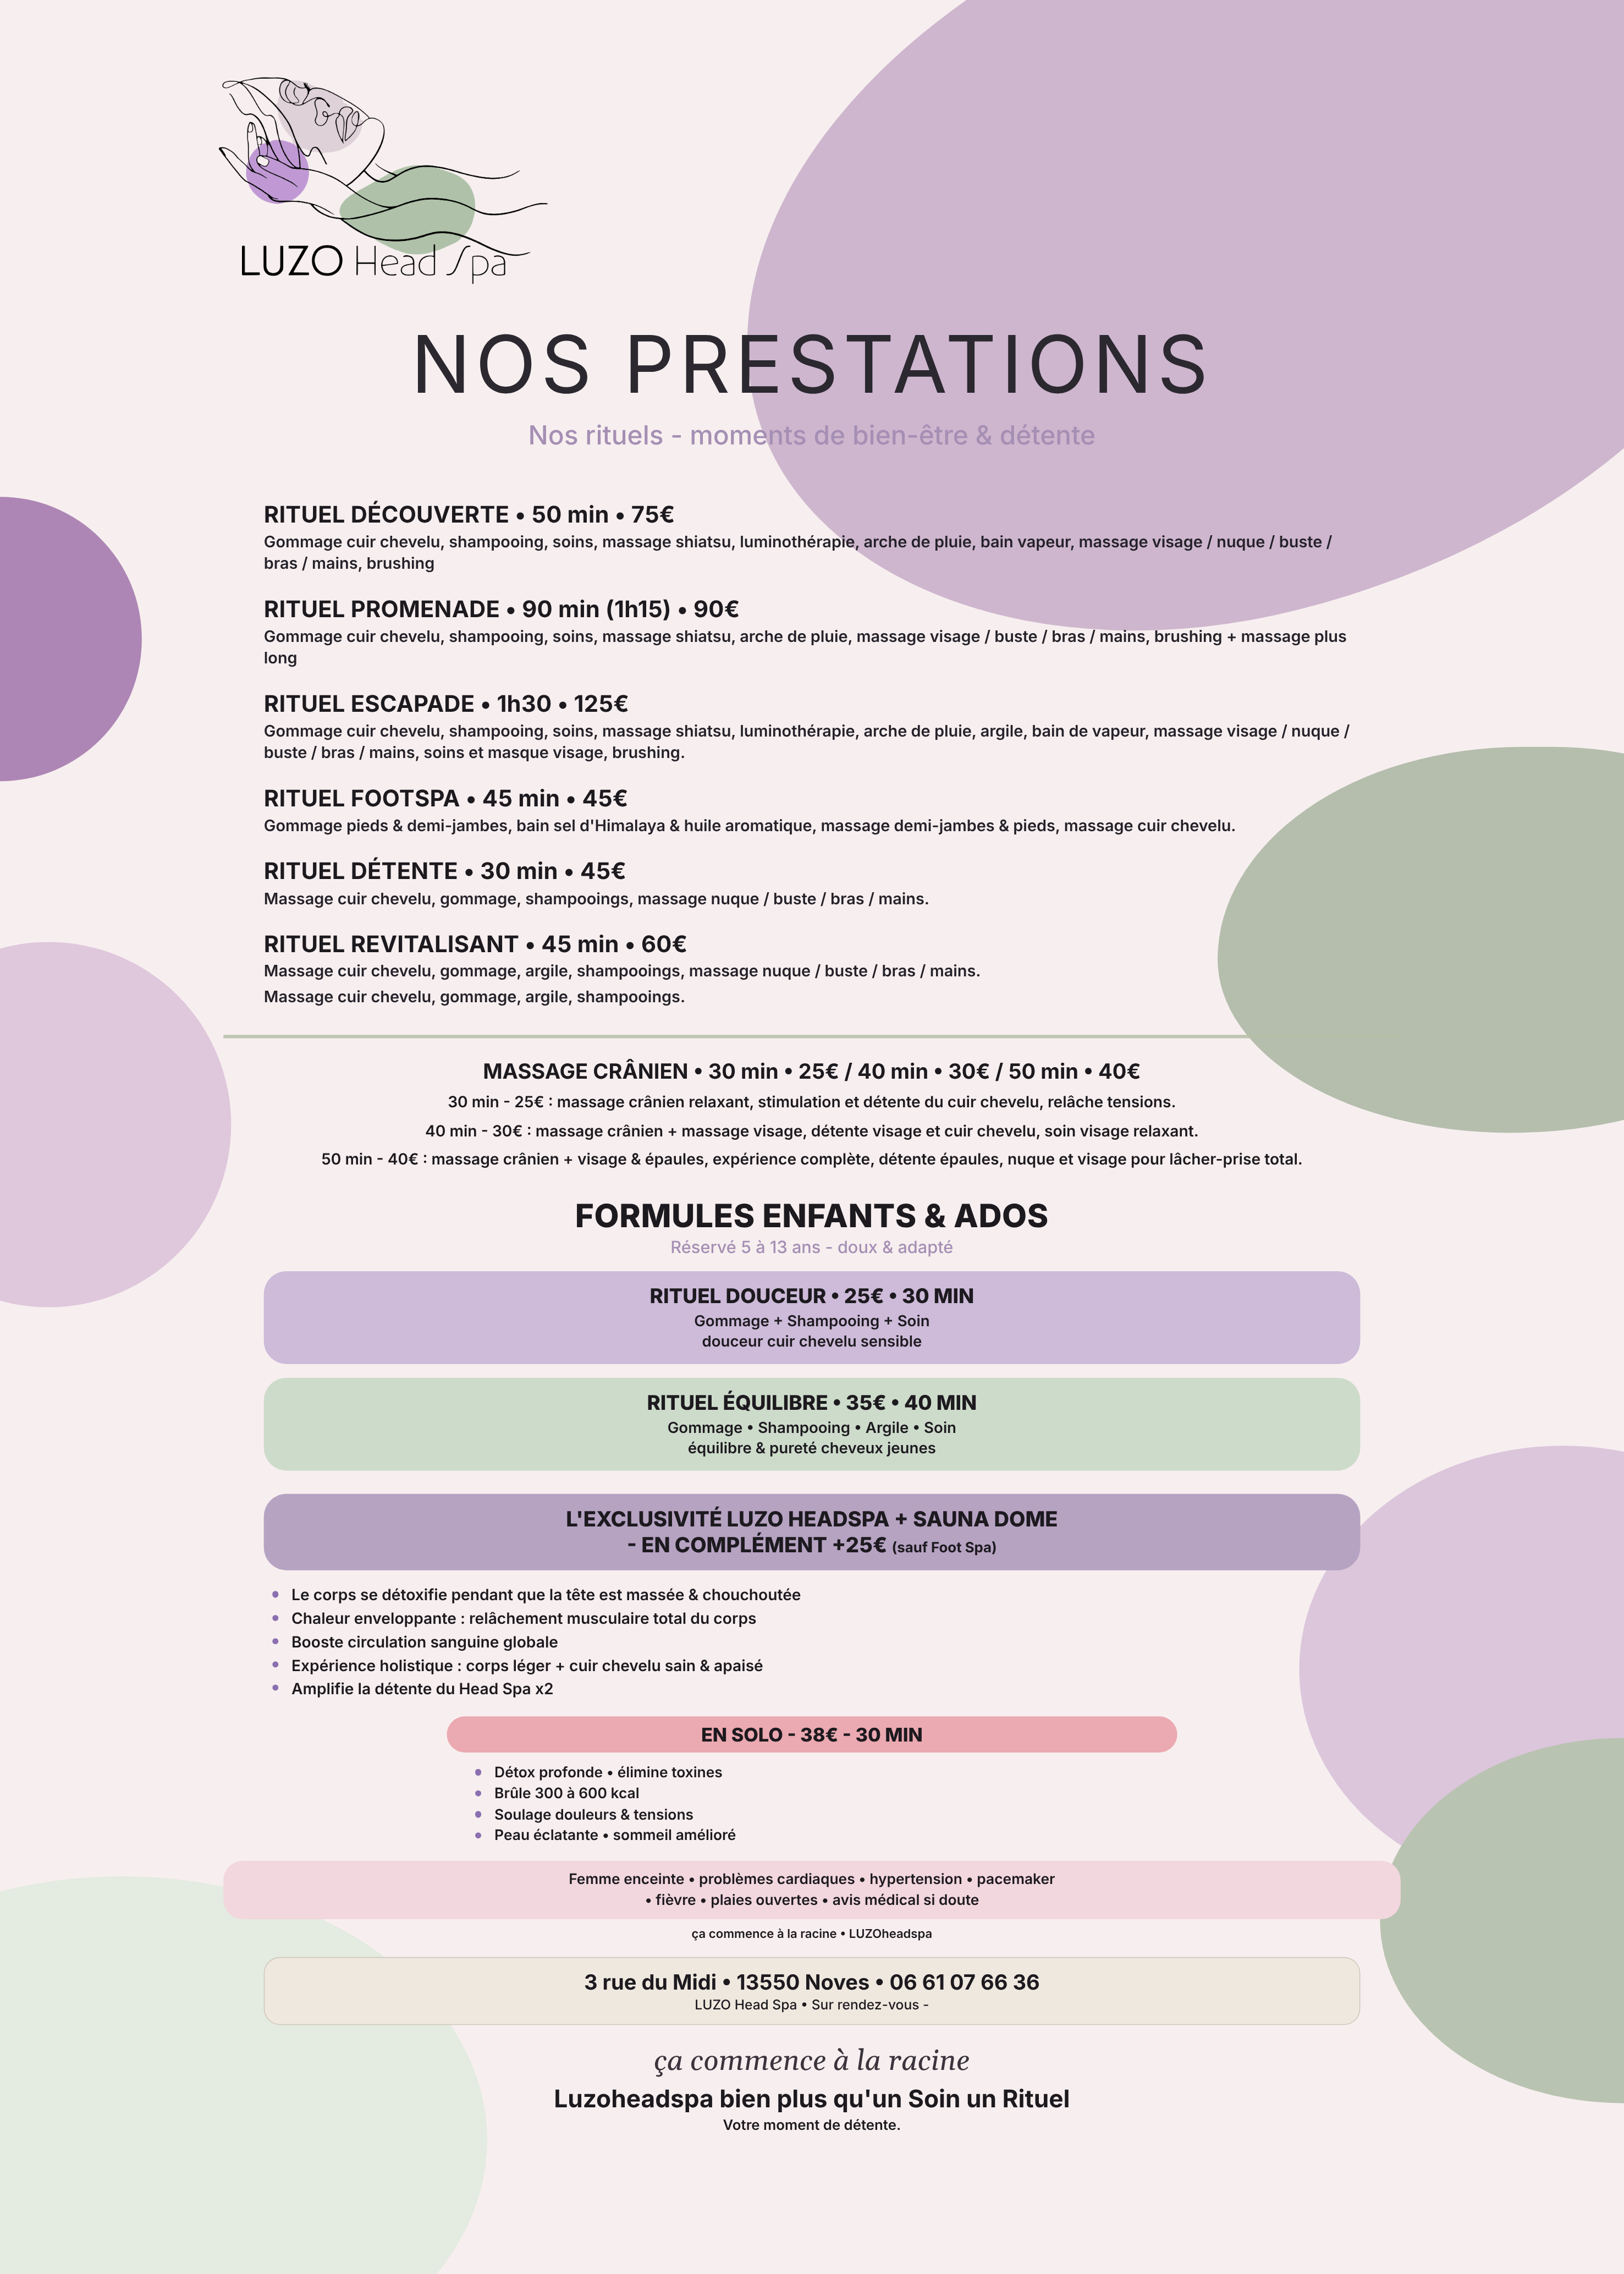 LUZO Head Spa
NOS PRESTATIONS
Nos rituels - moments de bien-être & détente
RITUEL DÉCOUVERTE • 50 min • 75€
Gommage cuir chevelu, shampooing, soins, massage shiatsu, luminothérapie, arche de pluie, bain vapeur, massage visage / nuque / buste /
bras / mains, brushing
RITUEL PROMENADE • 90 min (1h15) • 90€
Gommage cuir chevelu, shampooing, soins, massage shiatsu, arche de pluie, massage visage / buste / bras / mains, brushing + massage plus
long
RITUEL ESCAPADE • 1h30 • 125€
Gommage cuir chevelu, shampooing, soins, massage shiatsu, luminothérapie, arche de pluie, argile, bain de vapeur, massage visage / nuque /
buste / bras / mains, soins et masque visage, brushing.
RITUEL FOOTSPA • 45 min • 45€
Gommage pieds & demi-jambes, bain sel d'Himalaya & huile aromatique, massage demi-jambes & pieds, massage cuir chevelu.
RITUEL DÉTENTE • 30 min • 45€
Massage cuir chevelu, gommage, shampooings, massage nuque / buste / bras / mains.
RITUEL REVITALISANT • 45 min • 60€
Massage cuir chevelu, gommage, argile, shampooings, massage nuque / buste / bras / mains.
Massage cuir chevelu, gommage, argile, shampooings.
MASSAGE CRÂNIEN • 30 min • 25€ / 40 min • 30€ / 50 min • 40€
30 min - 25€ : massage crânien relaxant, stimulation et détente du cuir chevelu, relâche tensions.
40 min - 30€ : massage crânien + massage visage, détente visage et cuir chevelu, soin visage relaxant.
50 min - 40€ : massage crânien + visage & épaules, expérience complète, détente épaules, nuque et visage pour lâcher-prise total.
FORMULES ENFANTS & ADOS
Réservé 5 à 13 ans - doux & adapté
RITUEL DOUCEUR • 25€ • 30 MIN
Gommage + Shampooing + Soin
douceur cuir chevelu sensible
RITUEL ÉQUILIBRE • 35€ • 40 MIN
Gommage • Shampooing • Argile • Soin
équilibre & pureté cheveux jeunes
L'EXCLUSIVITÉ LUZO HEADSPA + SAUNA DOME
- EN COMPLÉMENT +25€ (sauf Foot Spa)
• Le corps se détoxifie pendant que la tête est massée & chouchoutée
• Chaleur enveloppante : relâchement musculaire total du corps
• Booste circulation sanguine globale
• Expérience holistique : corps léger + cuir chevelu sain & apaisé
• Amplifie la détente du Head Spa x2
EN SOLO - 38€ - 30 MIN
• Détox profonde • élimine toxines
• Brûle 300 à 600 kcal
• Soulage douleurs & tensions
• Peau éclatante • sommeil amélioré
Femme enceinte • problèmes cardiaques • hypertension • pacemaker
• fièvre • plaies ouvertes • avis médical si doute
ça commence à la racine • LUZOheadspa
3 rue du Midi • 13550 Noves • 06 61 07 66 36
LUZO Head Spa • Sur rendez-vous -
ça commence à la racine
Luzoheadspa bien plus qu'un Soin un Rituel
Votre moment de détente.